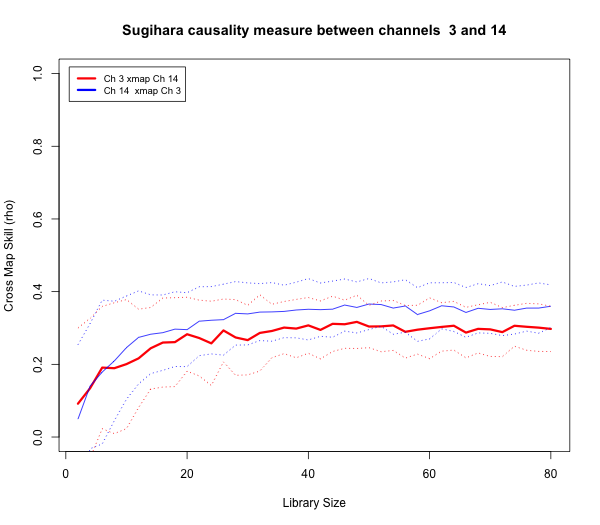 Sugihara causality measure between channels  3 and 14
Ch 3 xmap Ch 14
Ch 14  xmap Ch 3
Cross Map Skill (rho)
1.0
0.8
0.6
0.4
0.2
0.0
0 20 40 60 80
Library Size